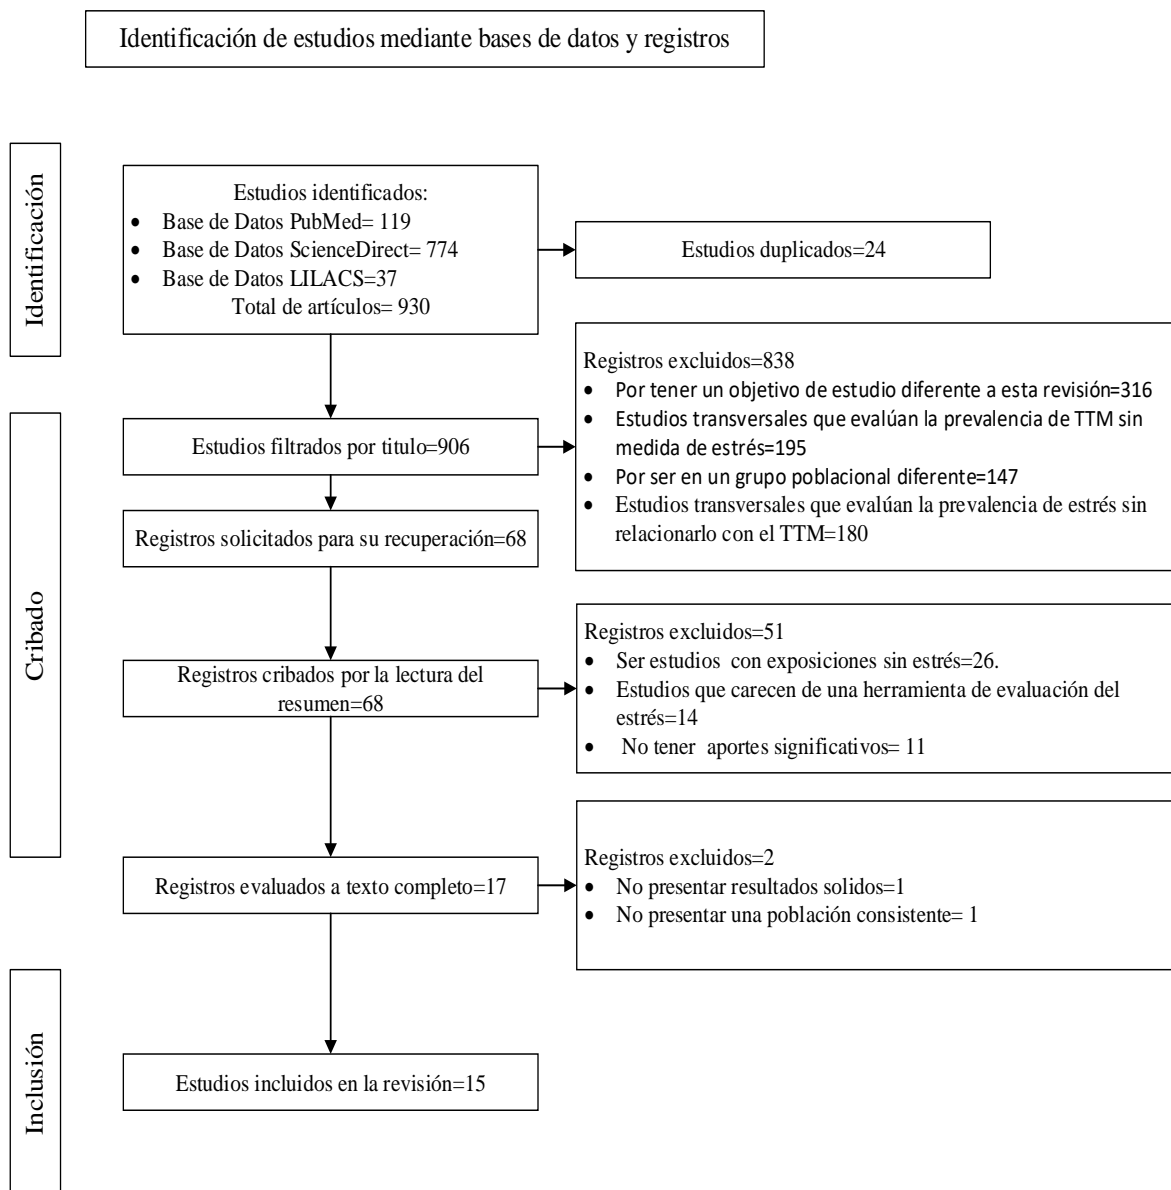 Identificación de estudios mediante bases de datos y registros
Identificación
Estudios identificados:
• Base de Datos PubMed= 119
• Base de Datos ScienceDirect= 774
• Base de Datos LILACS=37
Total de artículos= 930
Estudios duplicados=24
Cribado
Estudios filtrados por titulo=906
Registros excluidos=838
• Por tener un objetivo de estudio diferente a esta revisión=316
• Estudios transversales que evalúan la prevalencia de TTM sin
medida de estrés=195
• Por ser en un grupo poblacional diferente=147
• Estudios transversales que evalúan la prevalencia de estrés sin
relacionarlo con el TTM=180
Registros solicitados para su recuperación=68
Registros cribados por la lectura del
resumen=68
Registros excluidos=51
• Ser estudios con exposiciones sin estrés=26.
• Estudios que carecen de una herramienta de evaluación del
estrés=14
• No tener aportes significativos= 11
Registros evaluados a texto completo=17
Registros excluidos=2
• No presentar resultados solidos=1
• No presentar una población consistente= 1
Inclusión
Estudios incluidos en la revisión=15